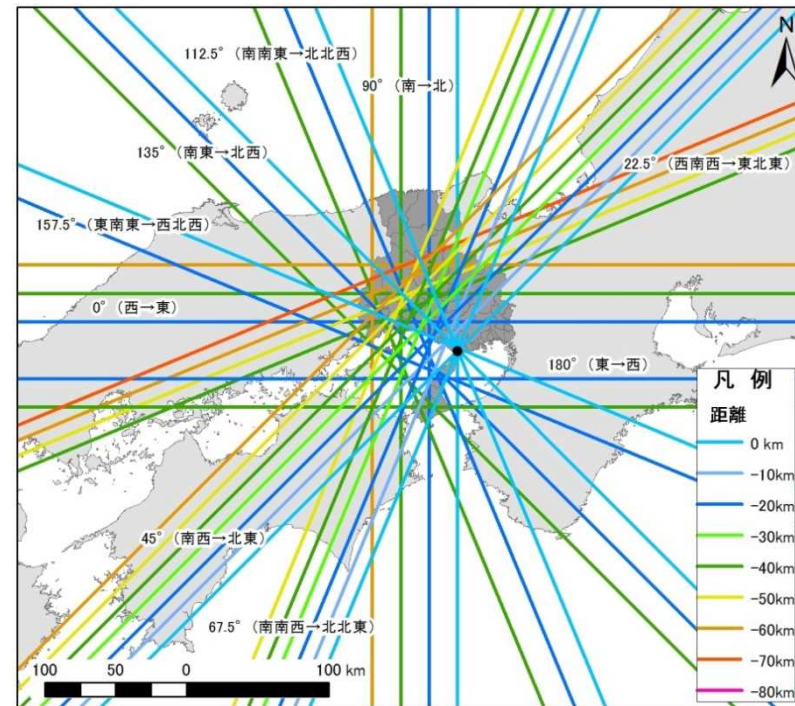 N
112.5° (南南東→北北西)
90° (南→北)
135° (南東→北西)
22.5° (西南西→東北東)
157.5° (東南東→西北西)
0° (西→東)
180° (東→西)
凡 例
距離
0 km
-10km
-20km
-30km
-40km
-50km
-60km
-70km
-80km
45° (南西→北東)
67.5° (南南西→北北東)
100 50 0 100 km